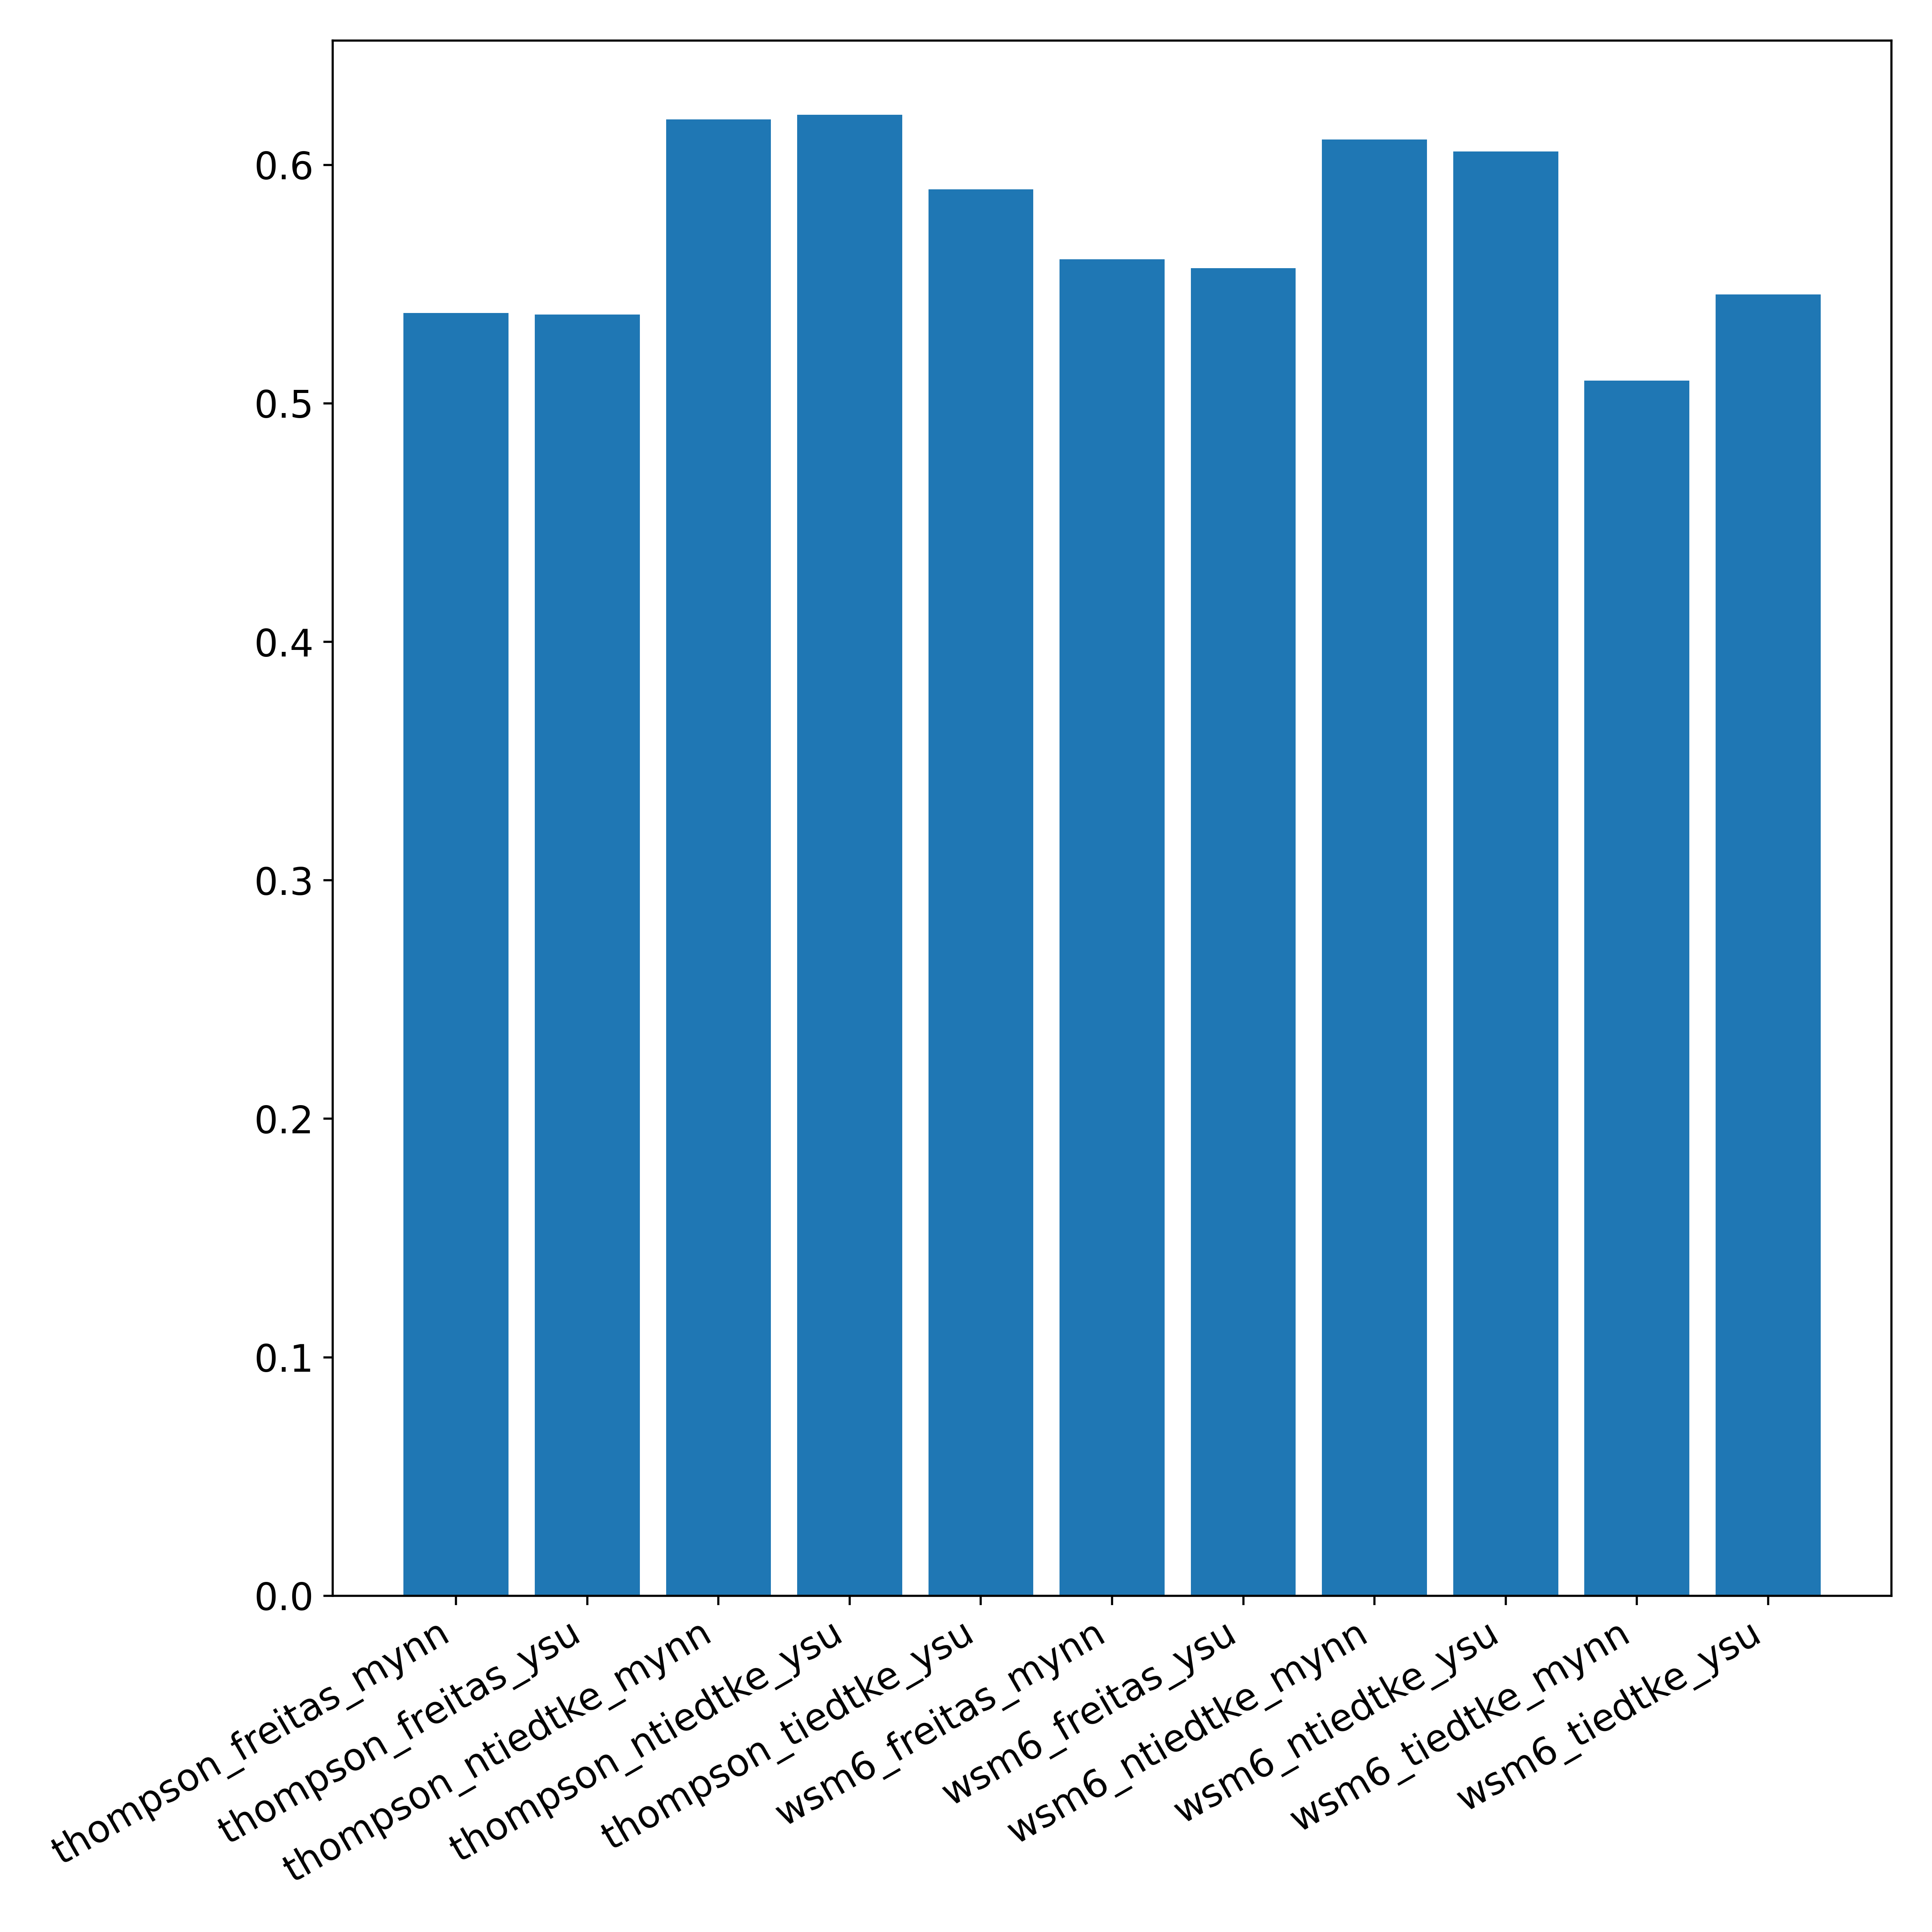 0.6
0.5
0.4
0.3
0.2
0.1
0.0
thompson_freitas_mynn
thompson_freitas_ysu
thompson_ntiedtke_mynn
thompson_ntiedtke_ysu
thompson_tiedtke_ysu
wsm6_freitas_mynn
wsm6_freitas_ysu
wsm6_ntiedtke_mynn
wsm6_ntiedtke_ysu
wsm6_tiedtke_mynn
wsm6_tiedtke_ysu